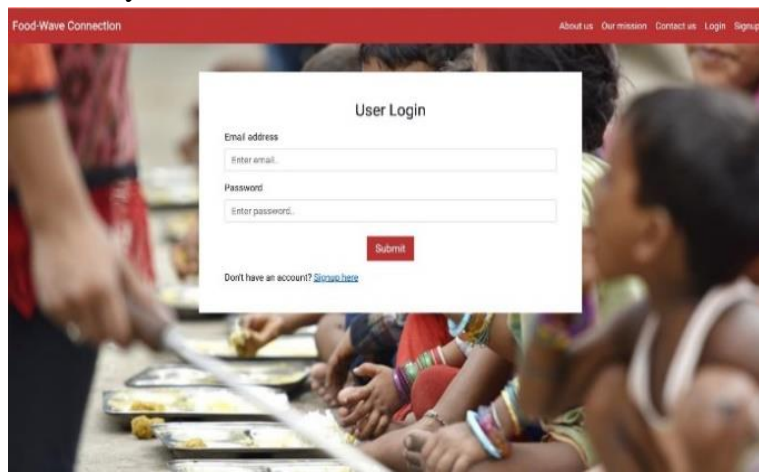 Food-Wave Connection
About us Our mission Contact us Login Signup
User Login
Email address
Enter email..
Password
Enter password..
Submit
Don't have an account? Signup here